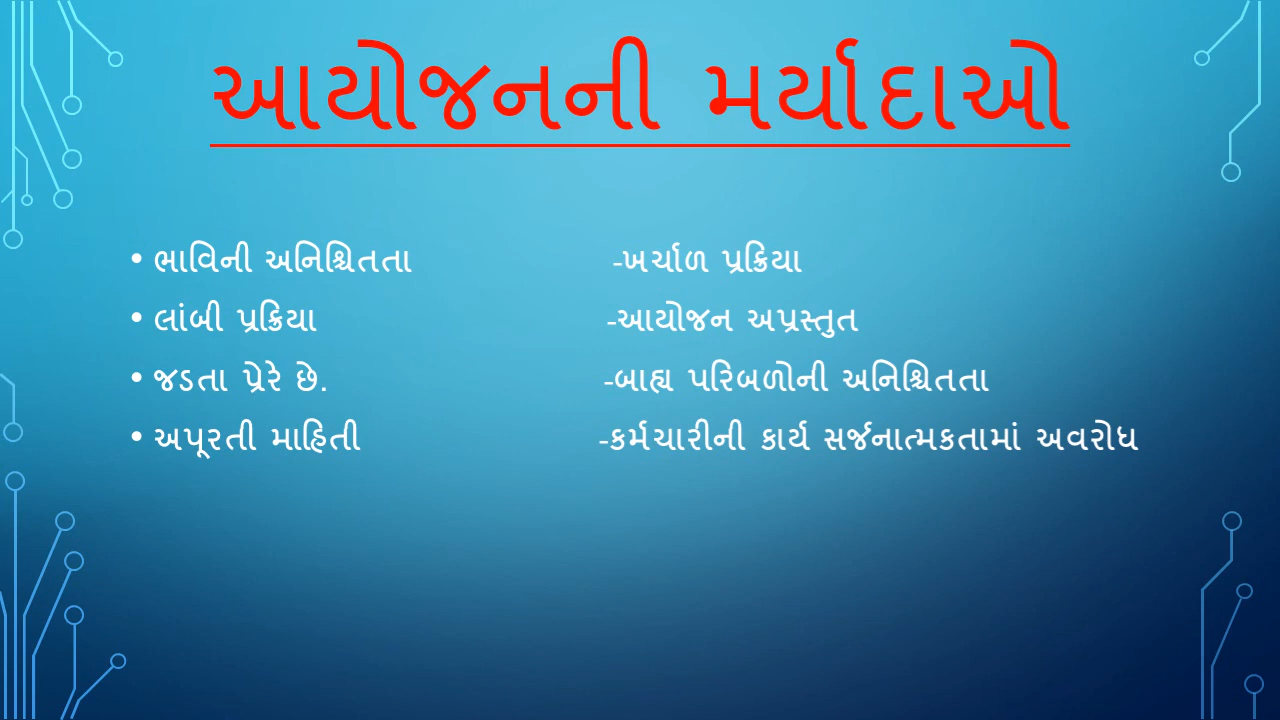 આયોજનની મર્યાદાઓ
• ભાવિની અનિશ્ચિતતા -ખર્ચાળ પ્રક્રિયા
• લાંબી પ્રક્રિયા -આયોજન અપ્રસ્તુત
• જડતા પ્રેરે છે. -બાહ્ય પરિબળોની અનિશ્ચિતતા
• અપૂરતી માહિતી -કર્મચારીની કાર્ય સર્જનાત્મકતામાં અવરોધ